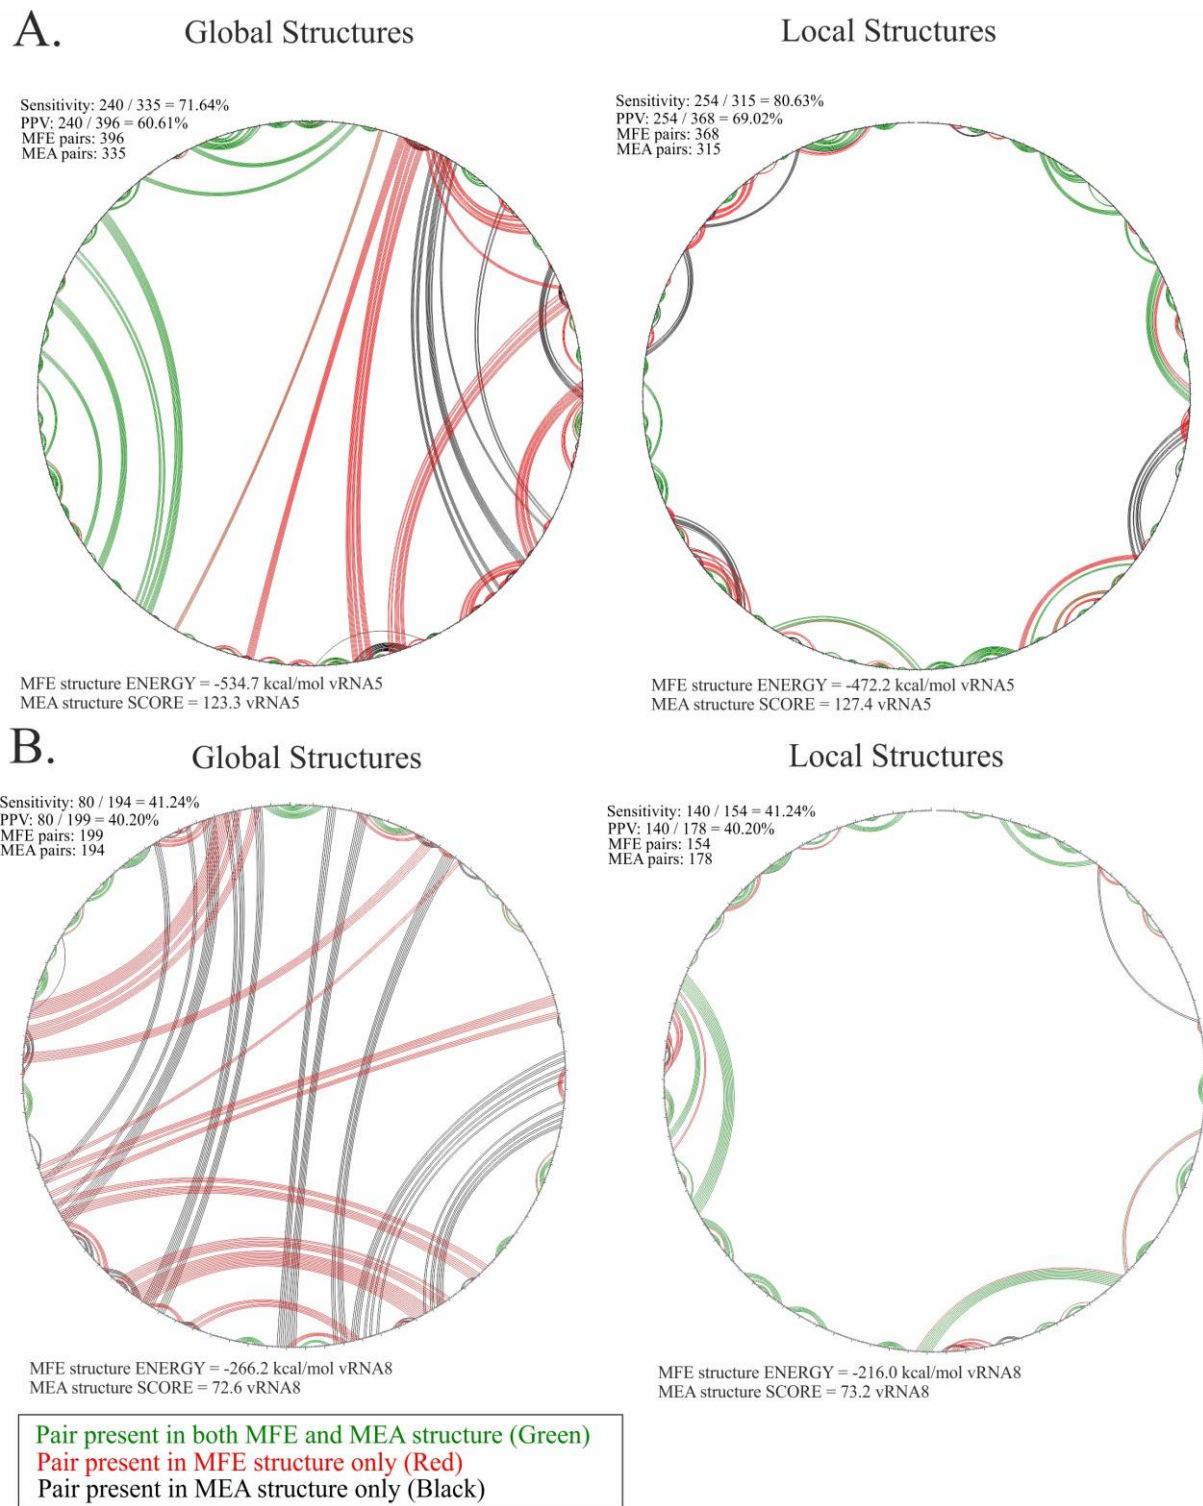 A.
Global Structures
Local Structures
Sensitivity: 240 / 335 = 71.64%
PPV: 240 / 396 = 60.61%
MFE pairs: 396
MEA pairs: 335
Sensitivity: 254 / 315 = 80.63%
PPV: 254 / 368 = 69.02%
MFE pairs: 368
MEA pairs: 315
MFE structure ENERGY = -534.7 kcal/mol vRNA5
MEA structure SCORE = 123.3 vRNA5
MFE structure ENERGY = -472.2 kcal/mol vRNA5
MEA structure SCORE = 127.4 vRNA5
B.
Global Structures
Local Structures
Sensitivity: 80 / 194 = 41.24%
PPV: 80 / 199 = 40.20%
MFE pairs: 199
MEA pairs: 194
Sensitivity: 140 / 154 = 41.24%
PPV: 140 / 178 = 40.20%
MFE pairs: 154
MEA pairs: 178
MFE structure ENERGY = -266.2 kcal/mol vRNA8
MEA structure SCORE = 72.6 vRNA8
MFE structure ENERGY = -216.0 kcal/mol vRNA8
MEA structure SCORE = 73.2 vRNA8
Pair present in both MFE and MEA structure (Green)
Pair present in MFE structure only (Red)
Pair present in MEA structure only (Black)